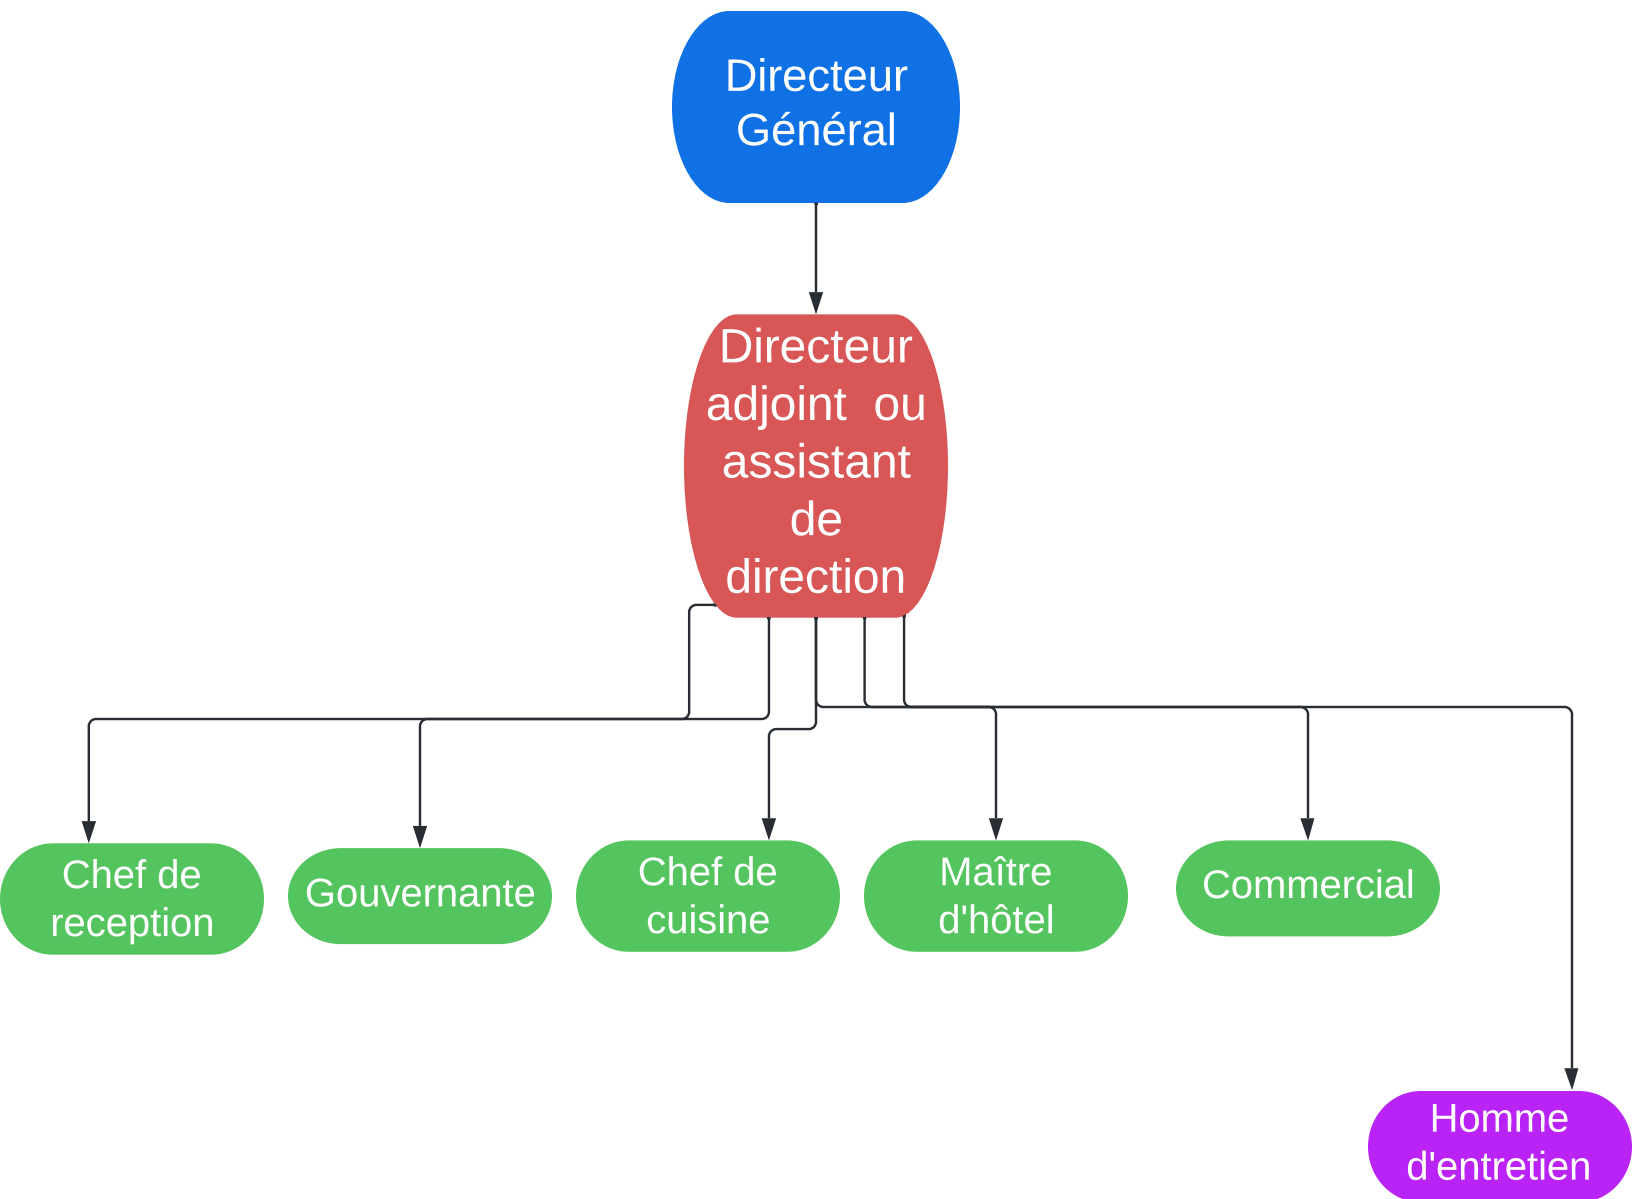 Directeur
Général
Directeur
adjoint  ou
assistant
de
direction
Chef de
reception
Gouvernante
Chef de
cuisine
Maître
d'hôtel
Commercial
Homme
d'entretien